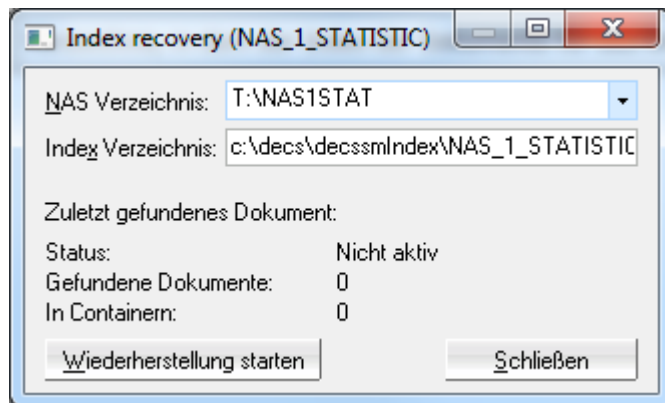 Index recovery (NAS_1_STATISTIC)
NAS Verzeichnis: T:\NAS1STAT
Index Verzeichnis: c:\decs\decssmIndex\NAS_1_STATISTIC
Zuletzt gefundenes Dokument:
Status: Nicht aktiv
Gefundene Dokumente: 0
In Containern: 0
Wiederherstellung starten Schließen